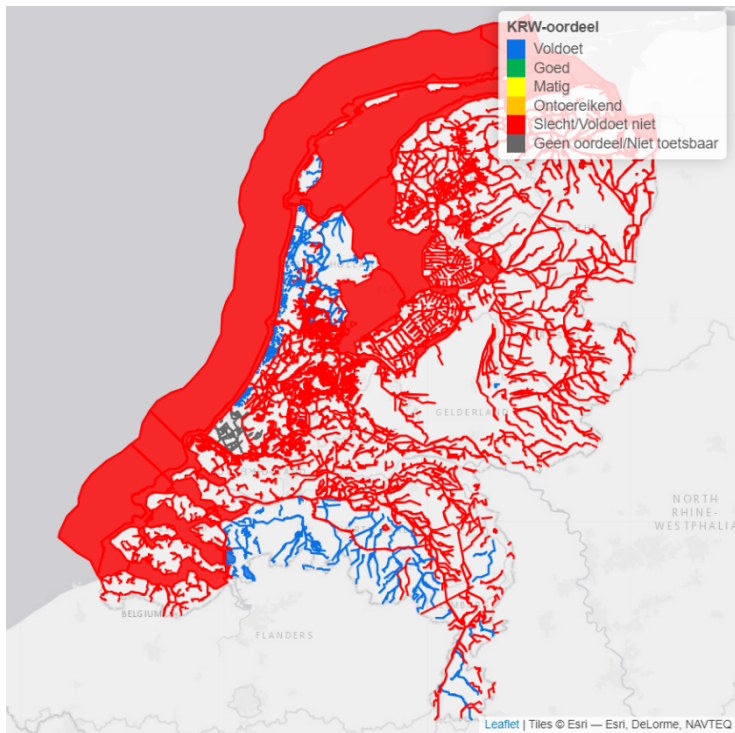 KRW-oordeel
Voldoet
Goed
Matig
Ontoereikend
Slecht/Voldoet niet
Geen oordeel/Niet toetsbaar
GELDERLAND
NORTH
RHINE-
WESTPHALIA
BELGIUM
FLANDERS
Leaflet | Tiles © Esri — Esri, DeLorme, NAVTEQ